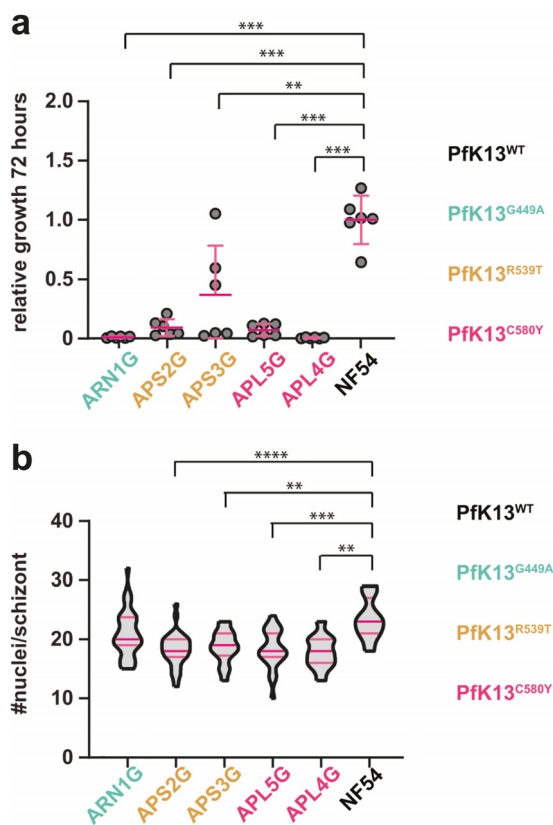 a
***
***
**
***
***
relative growth 72 hours
2.0
1.5
1.0
0.5
0
ARN1G
APS2G
APS3G
APL5G
APL4G
NF54
PfK13WT
PfK13G449A
PfK13R539T
PfK13C580Y
b
****
**
***
**
#nuclei/schizont
40
30
20
10
0
ARN1G
APS2G
APS3G
APL5G
APL4G
NF54
PfK13WT
PfK13G449A
PfK13R539T
PfK13C580Y